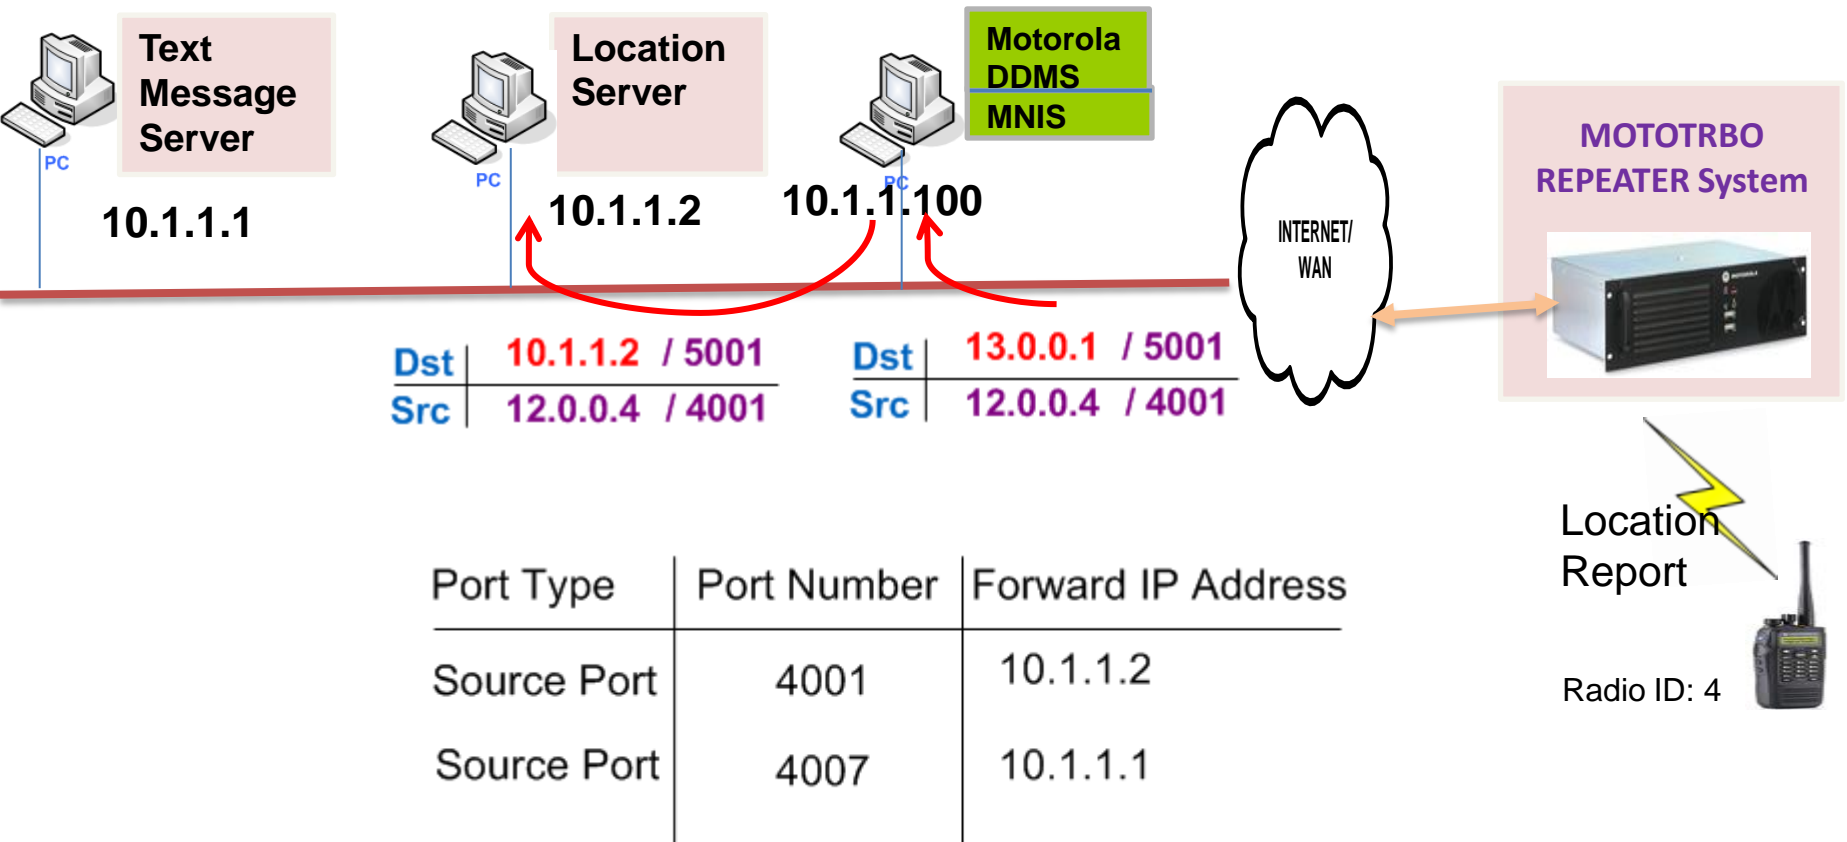 Text
Message
Server
PC
10.1.1.1
Location
Server
PC
10.1.1.2
Motorola
DDMS
MNIS
PC
10.1.1.100
INTERNET/
WAN
MOTOTRBO
REPEATER System
MOTOROLA
Dst 10.1.1.2 / 5001
Src 12.0.0.4 / 4001
Dst 13.0.0.1 / 5001
Src 12.0.0.4 / 4001
Location
Report
Radio ID: 4
Port Type Port Number Forward IP Address
Source Port 4001 10.1.1.2
Source Port 4007 10.1.1.1